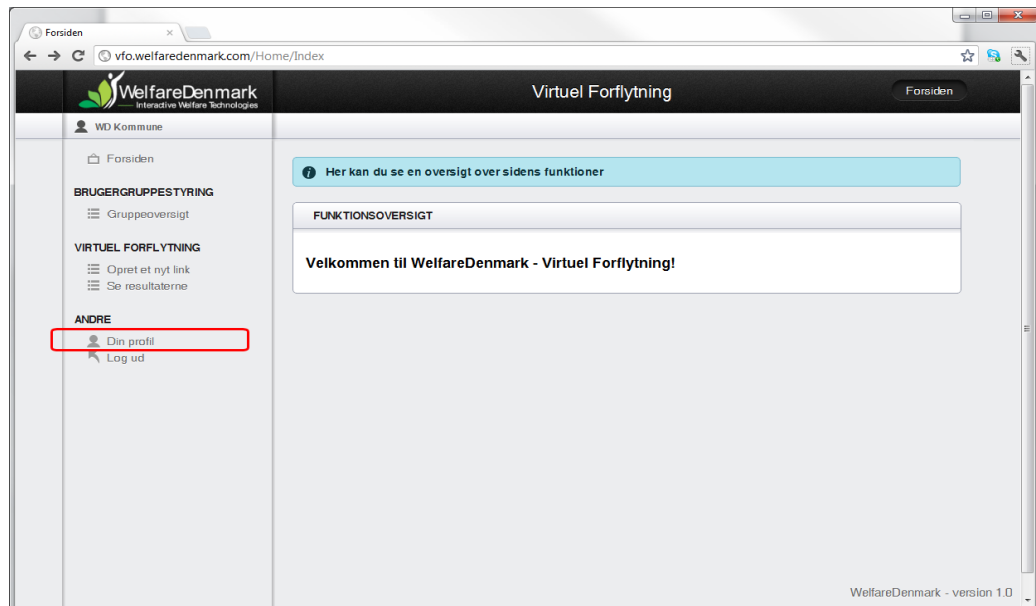 Forsiden
vfo.welfaredenmark.com/Home/Index
WelfareDenmark
Interactive Welfare Technologies
Virtuel Forflytning
Forsiden
WD Kommune
Forsiden
Her kan du se en oversigt over sidens funktioner
BRUGERGRUPPESTYRING
Gruppeoversigt
FUNKTIONSOVERSIGT
VIRTUEL FORFLYTNING
Velkommen til WelfareDenmark - Virtuel Forflytning!
Opret et nyt link
Se resultaterne
ANDRE
Din profil
Log ud
WelfareDenmark - version 1.0